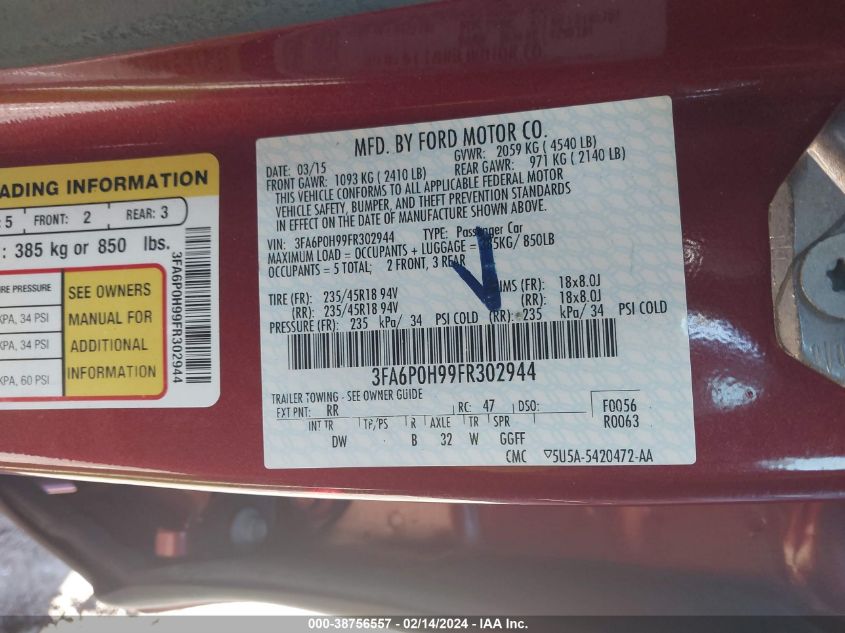 ADING INFORMATION
: 5 FRONT: 2 REAR: 3
: 385 kg or 850 lbs.
3FA6P0H99FR302944
E PRESSURE
KPA, 34 PSI
KPA, 34 PSI
KPA, 60 PSI
SEE OWNERS
MANUAL FOR
ADDITIONAL
INFORMATION
MFD. BY FORD MOTOR CO.
DATE: 03/15 GVWR: 2059 KG ( 4540 LB)
FRONT GAWR: 1093 KG ( 2410 LB) REAR GAWR: 971 KG ( 2140 LB)
THIS VEHICLE CONFORMS TO ALL APPLICABLE FEDERAL MOTOR
VEHICLE SAFETY, BUMPER, AND THEFT PREVENTION STANDARDS
IN EFFECT ON THE DATE OF MANUFACTURE SHOWN ABOVE.
VIN: 3FA6P0H99FR302944 TYPE: Passenger Car
MAXIMUM LOAD = OCCUPANTS + LUGGAGE = 385KG/ 850LB
OCCUPANTS = 5 TOTAL; 2 FRONT, 3 REAR
TIRE (FR): 235/45R18 94V RIMS (FR): 18x8.0J
(RR): 235/45R18 94V (RR): 18x8.0J
PRESSURE (FR): 235 kPa/ 34 PSI COLD (RR): 235 kPa/ 34 PSI COLD
3FA6P0H99FR302944
TRAILER TOWING - SEE OWNER GUIDE
EXT PNT: RR RC: 47 DSO: F0056
INT TR TP/PS R AXLE TR SPR R0063
DW B 32 W GGFF
CMC ▽5U5A-5420472-AA
000-38756557 - 02/14/2024 - IAA Inc.